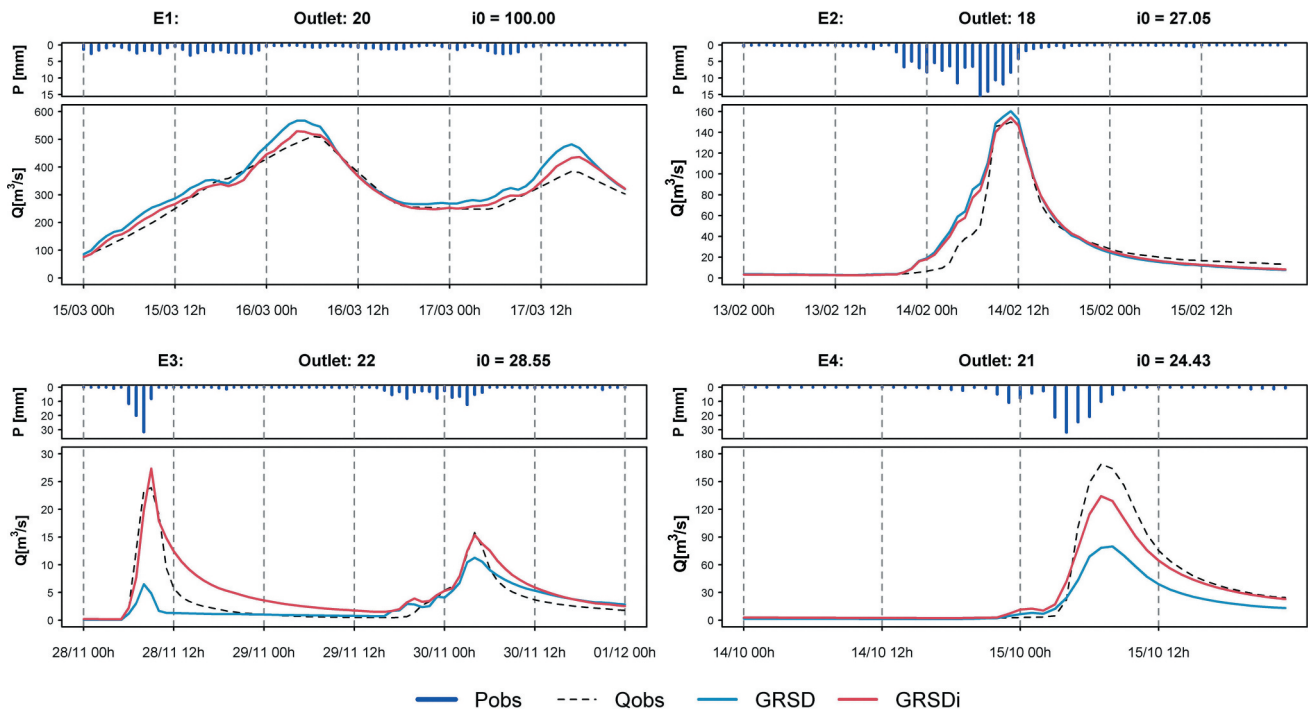 E1: Outlet: 20 i0 = 100.00
P [mm]
0
5
10
15
Q[m³/s]
600
500
400
300
200
100
0
15/03 00h 15/03 12h 16/03 00h 16/03 12h 17/03 00h 17/03 12h
E2: Outlet: 18 i0 = 27.05
P [mm]
0
5
10
15
Q[m³/s]
160
140
120
100
80
60
40
20
0
13/02 00h 13/02 12h 14/02 00h 14/02 12h 15/02 00h 15/02 12h
E3: Outlet: 22 i0 = 28.55
P [mm]
0
10
20
30
Q[m³/s]
30
25
20
15
10
5
0
28/11 00h 28/11 12h 29/11 00h 29/11 12h 30/11 00h 30/11 12h 01/12 00h
E4: Outlet: 21 i0 = 24.43
P [mm]
0
10
20
30
Q[m³/s]
180
150
120
90
60
30
0
14/10 00h 14/10 12h 15/10 00h 15/10 12h
Pobs Qobs GRSD GRSDi